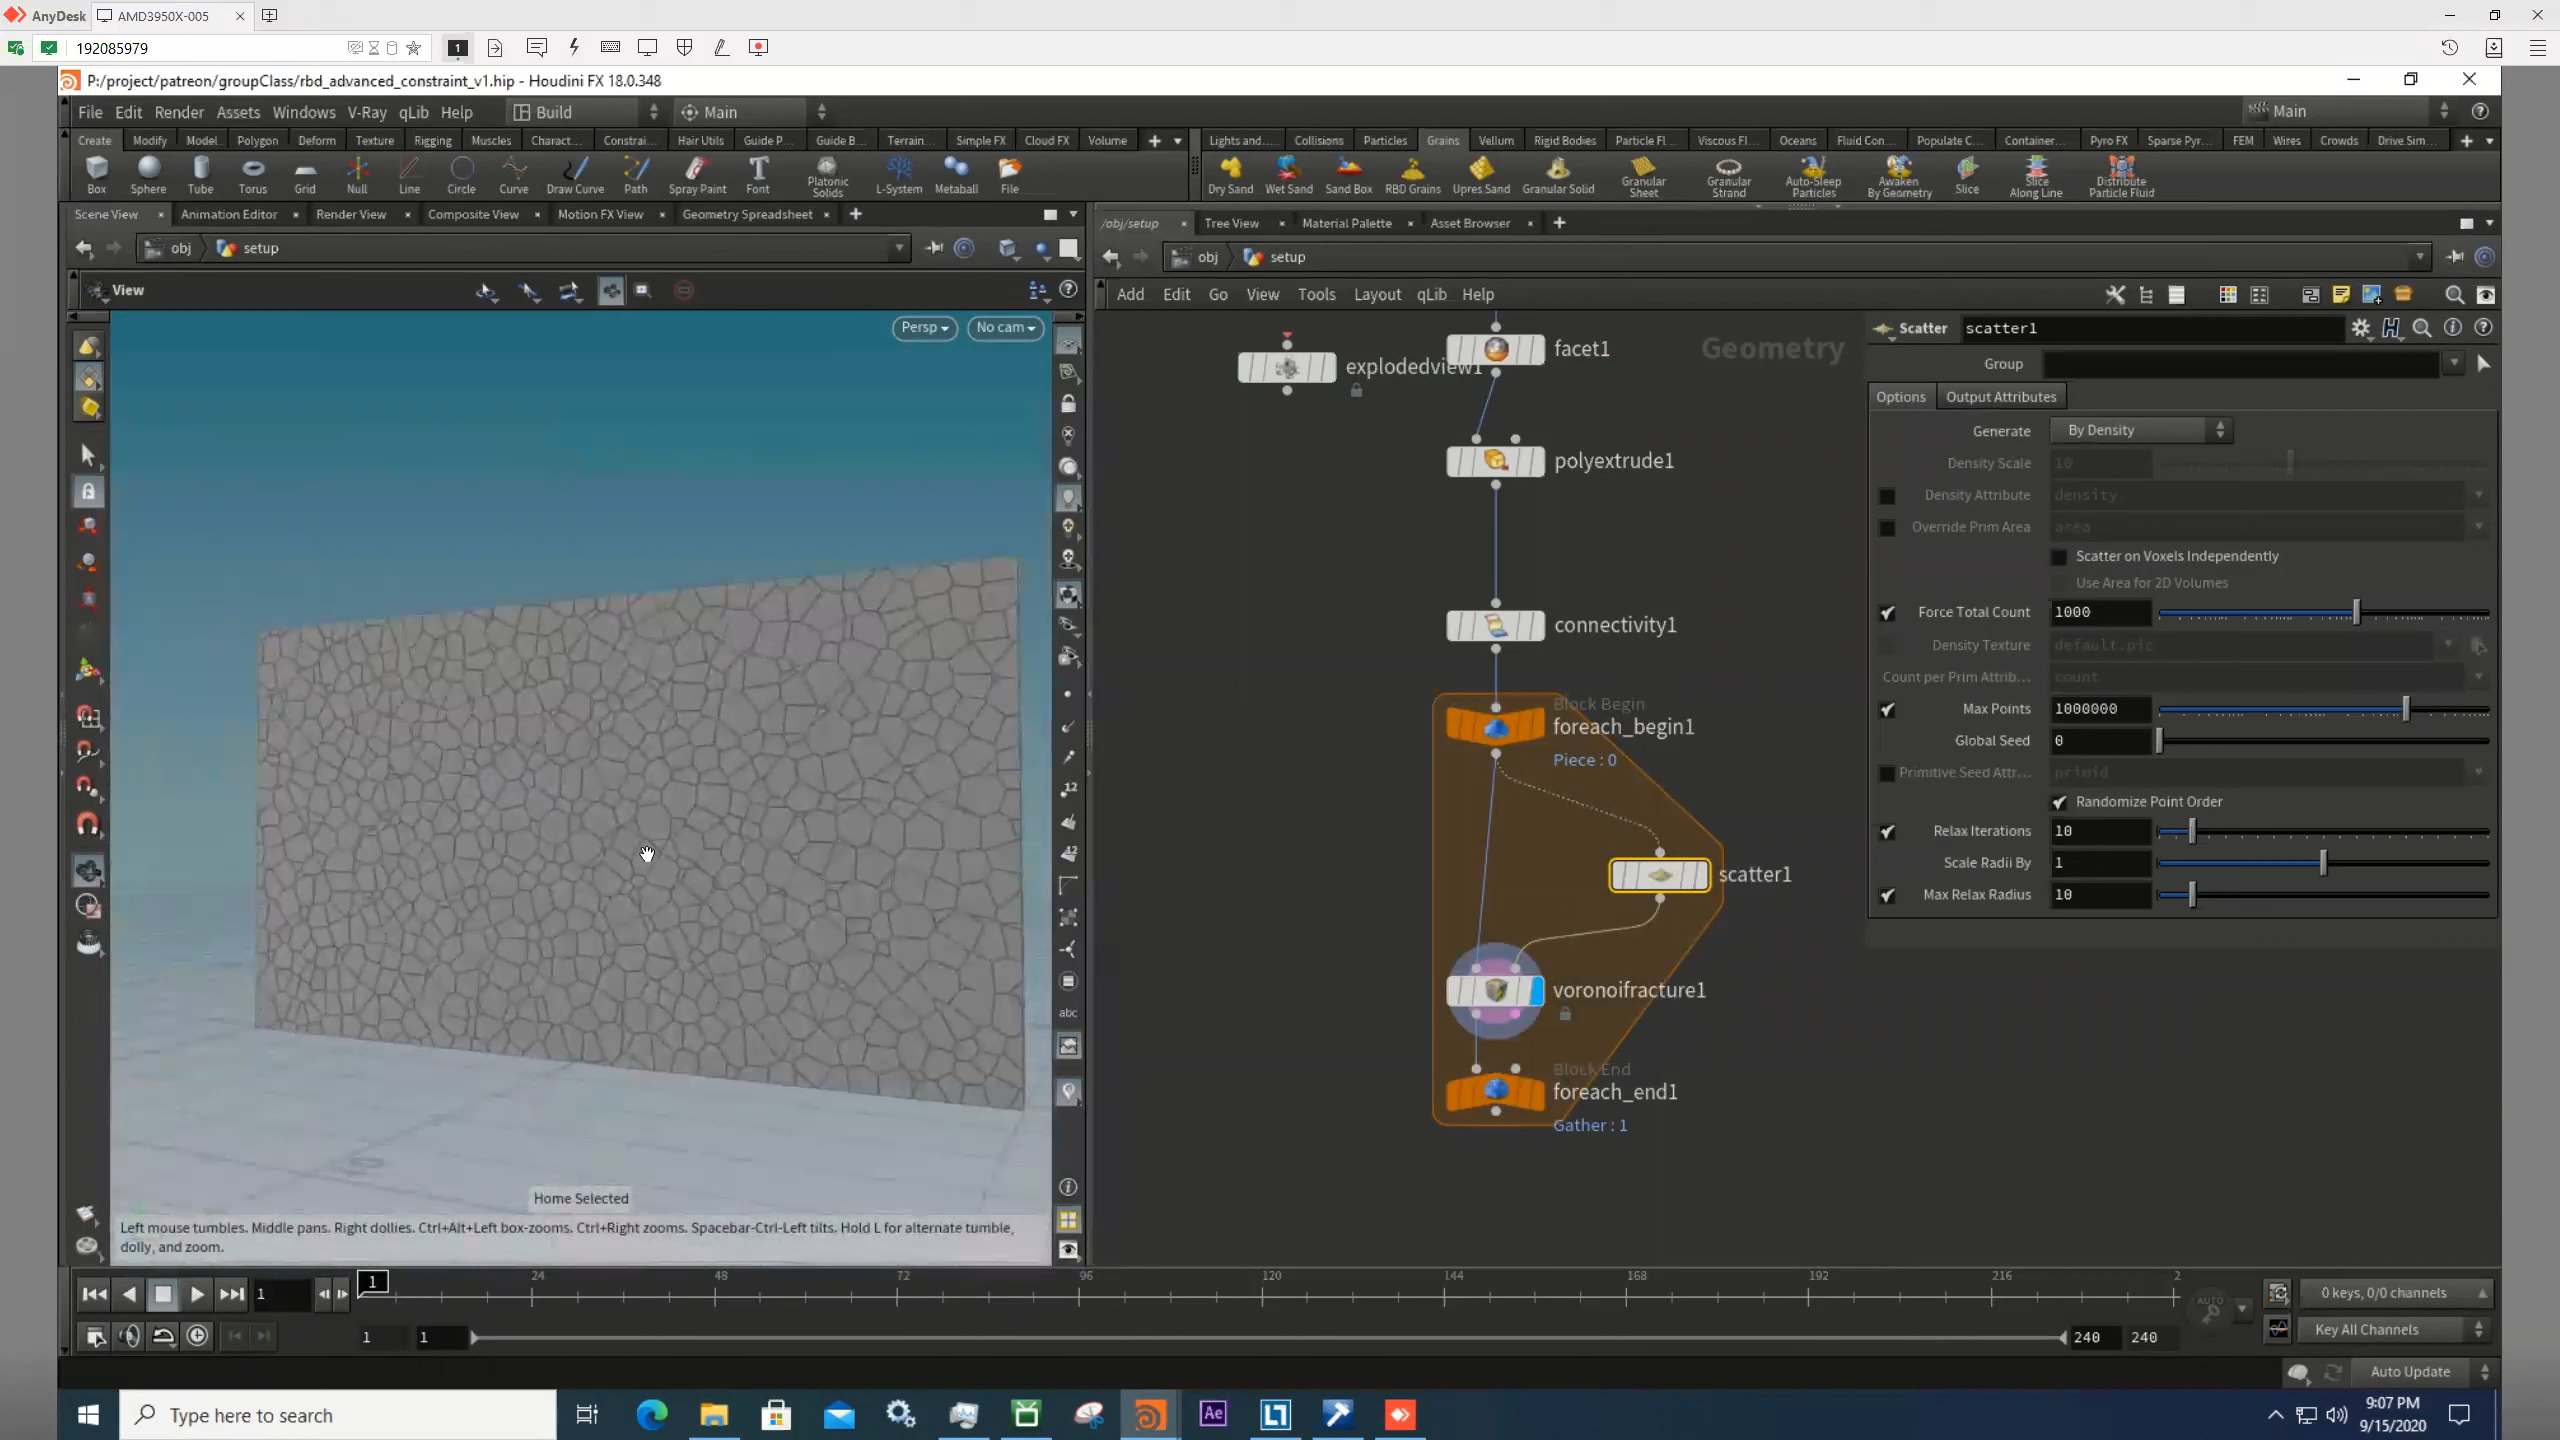 AnyDesk
AMD3950X-005
192085979
1
P:/project/patreon/groupClass/rbd_advanced_constraint_v1.hip - Houdini FX 18.0.348
File Edit Render Assets Windows V-Ray qLib Help Build Main
Main
Create Modify Model Polygon Deform Texture Rigging Muscles Charact... Constrai... Hair Utils Guide P... Guide B... Terrain... Simple FX Cloud FX Volume
Lights and... Collisions Particles Grains Vellum Rigid Bodies Particle Fl... Viscous Fl... Oceans Fluid Con... Populate C... Container... Pyro FX Sparse Pyr... FEM Wires Crowds Drive Sim...
Box Sphere Tube Torus Grid Null Line Circle Curve Draw Curve Path Spray Paint Font Platonic Solids L-System Metaball File
Dry Sand Wet Sand Sand Box RBD Grains Upres Sand Granular Solid Granular Sheet Granular Strand Auto-Sleep Particles Awaken By Geometry Slice Slice Along Line Distribute Particle Fluid
Scene View Animation Editor Render View Composite View Motion FX View Geometry Spreadsheet
/obj/setup Tree View Material Palette Asset Browser
obj setup
obj setup
View
Add Edit Go View Tools Layout qLib Help
Persp No cam
Geometry
explodedview1
facet1
polyextrude1
connectivity1
Block Begin
foreach_begin1
Piece : 0
scatter1
voronoifracture1
Block End
foreach_end1
Gather : 1
Scatter scatter1
Group
Options Output Attributes
Generate By Density
Density Scale 10
Density Attribute density
Override Prim Area area
Scatter on Voxels Independently
Use Area for 2D Volumes
Force Total Count 1000
Density Texture default.pic
Count per Prim Attrib... count
Max Points 1000000
Global Seed 0
Primitive Seed Attr... primid
Randomize Point Order
Relax Iterations 10
Scale Radii By 1
Max Relax Radius 10
12
12
abc
Home Selected
Left mouse tumbles. Middle pans. Right dollies. Ctrl+Alt+Left box-zooms. Ctrl+Right zooms. Spacebar-Ctrl-Left tilts. Hold L for alternate tumble,
dolly, and zoom.
1 1 24 48 72 96 120 144 168 192 216 2
AUTO
0 keys, 0/0 channels
1 1 240 240
Key All Channels
Auto Update
Type here to search
Ae
9:07 PM
9/15/2020